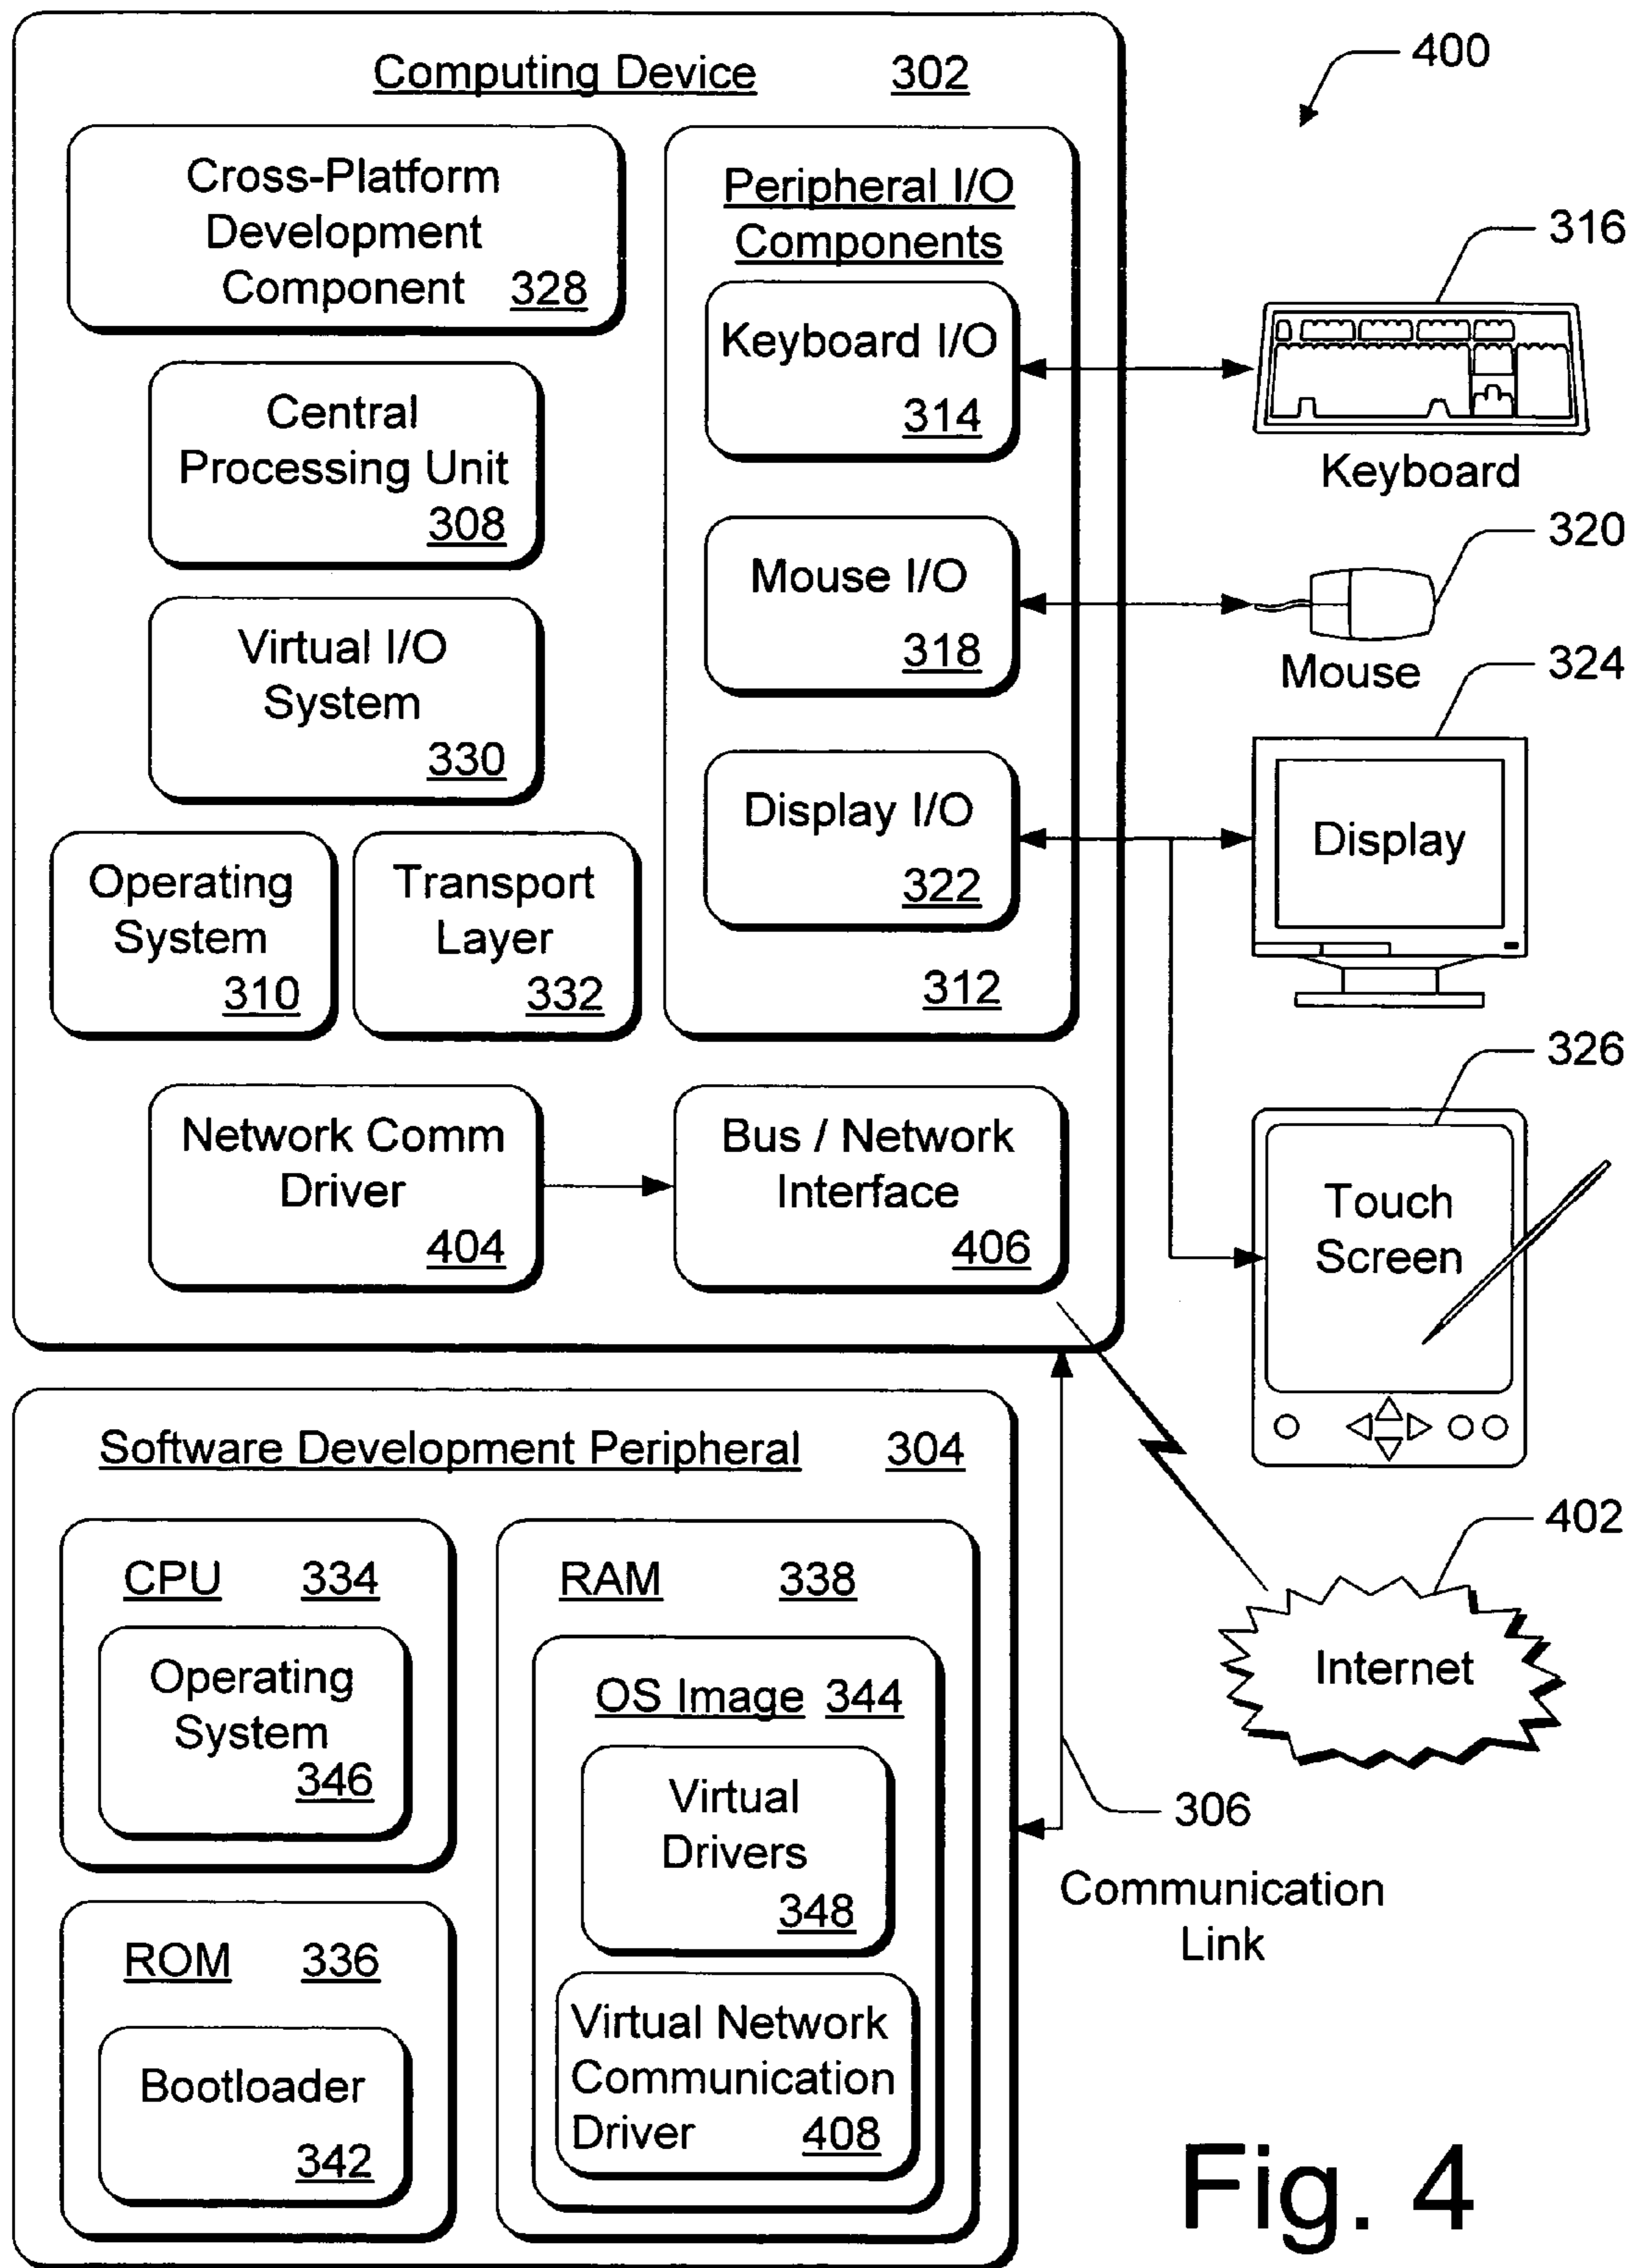 400
Computing Device 302
Cross-Platform
Development
Component 328
Central
Processing Unit
308
Virtual I/O
System
330
Operating
System
310
Transport
Layer
332
Peripheral I/O
Components
Keyboard I/O
314
Mouse I/O
318
Display I/O
322
312
Network Comm
Driver
404
Bus / Network
Interface
406
316
Keyboard
320
Mouse
324
Display
326
Touch
Screen
402
Internet
306
Communication
Link
Software Development Peripheral 304
CPU 334
Operating
System
346
ROM 336
Bootloader
342
RAM 338
OS Image 344
Virtual
Drivers
348
Virtual Network
Communication
Driver 408
Fig. 4